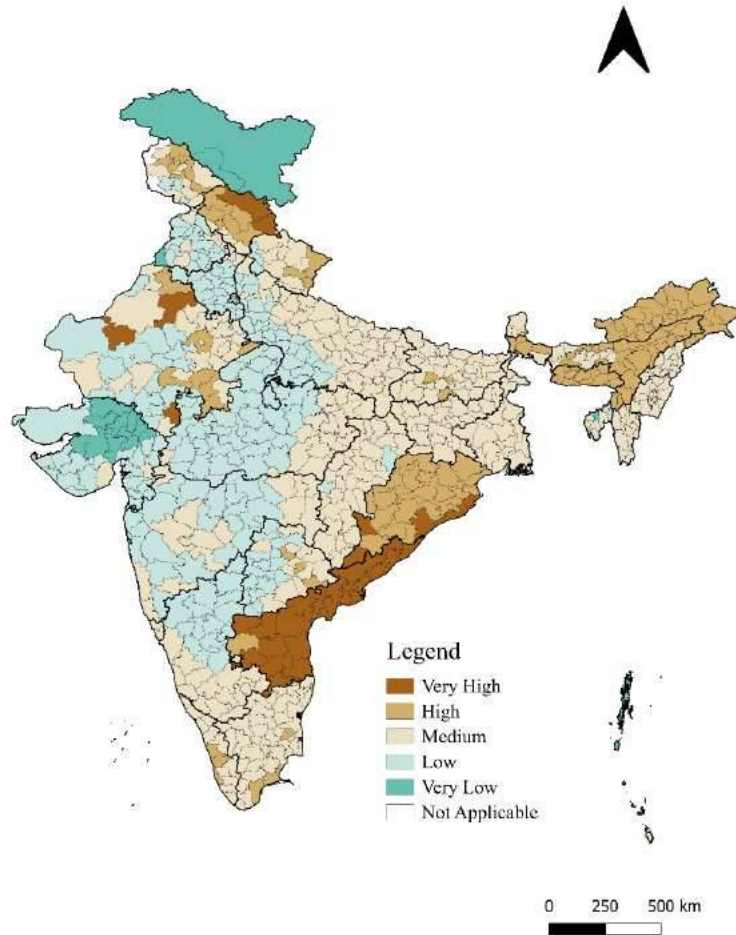 Legend
Very High
High
Medium
Low
Very Low
Not Applicable
0 250 500 km